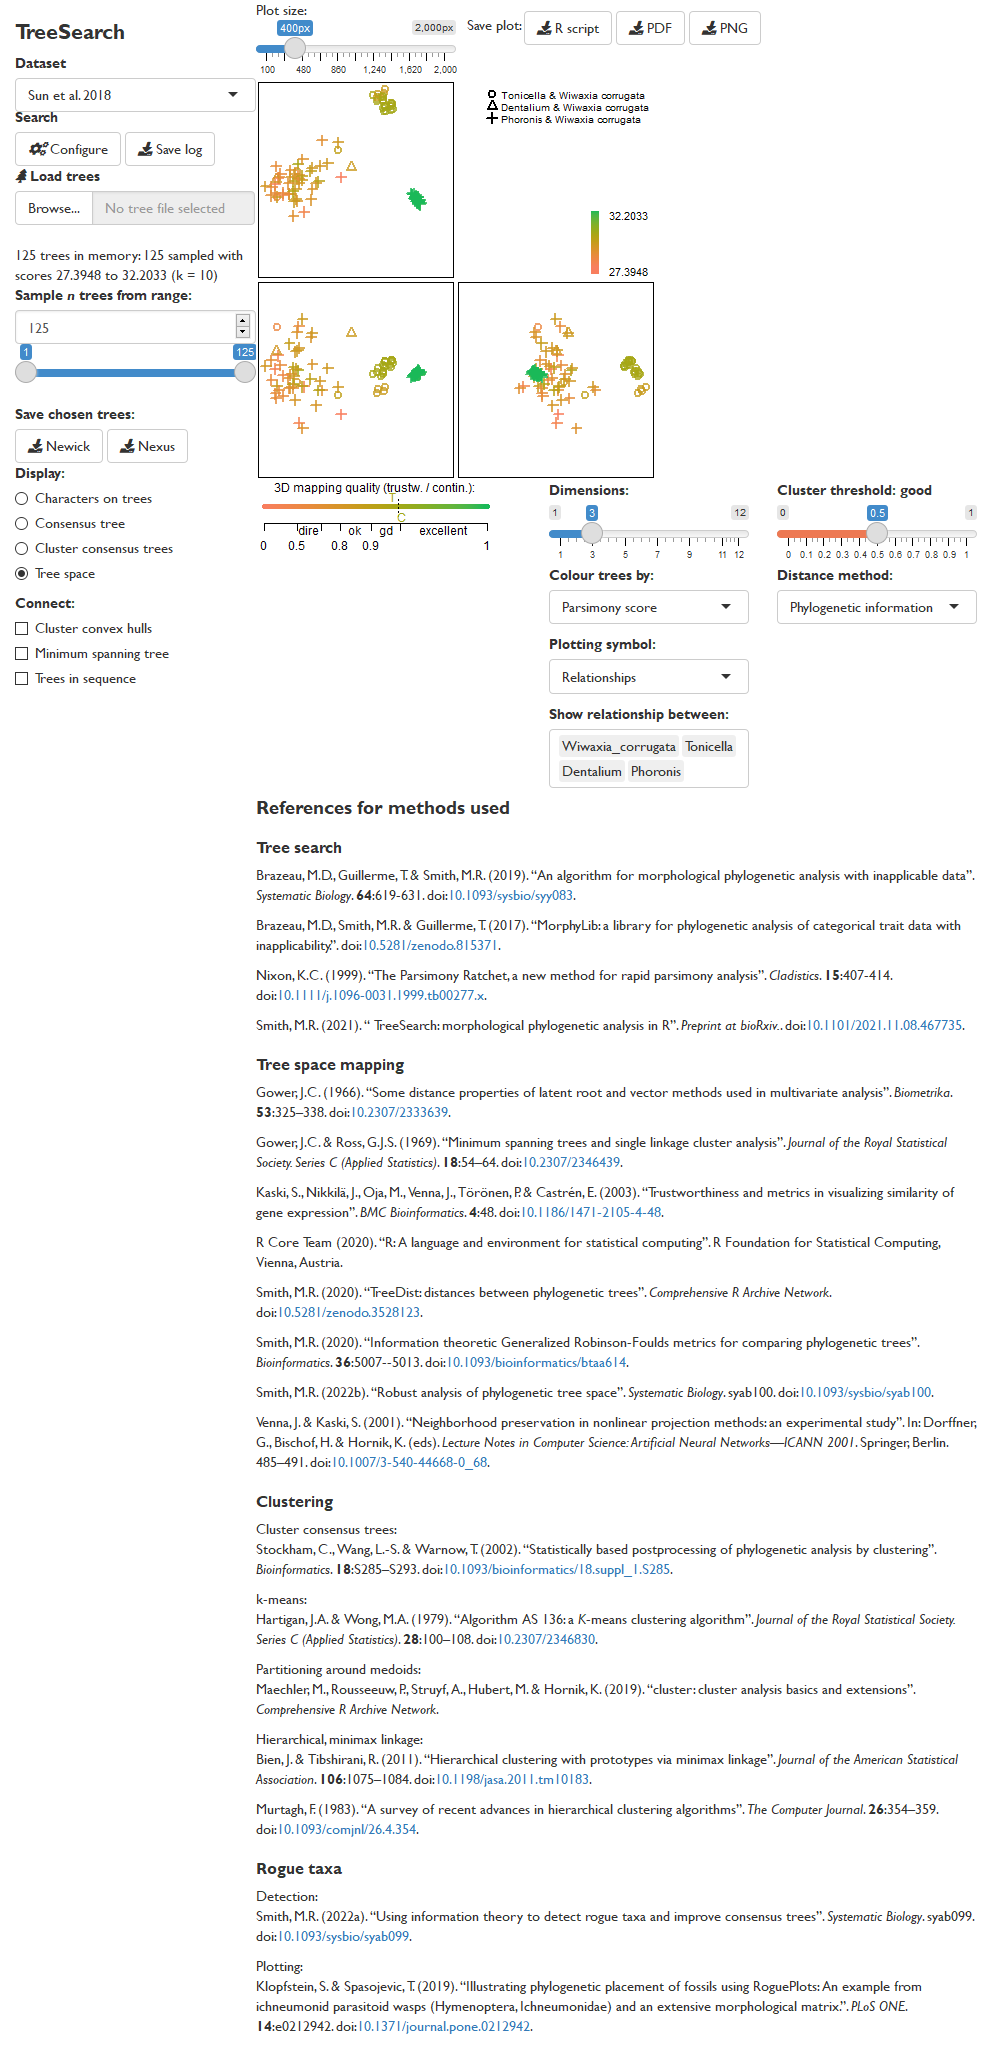 TreeSearch
Dataset
Sun et al. 2018
Search
Configure
Save log
Load trees
Browse...
No tree file selected
125 trees in memory: 125 sampled with
scores 27.3948 to 32.2033 (k = 10)
Sample n trees from range:
125
1
125
Save chosen trees:
Newick
Nexus
Display:
Characters on trees
Consensus tree
Cluster consensus trees
Tree space
Connect:
Cluster convex hulls
Minimum spanning tree
Trees in sequence
Plot size:
400px
2,000px
100 480 860 1,240 1,620 2,000
Save plot:
R script
PDF
PNG
Tonicella & Wiwaxia corrugata
Dentalium & Wiwaxia corrugata
Phoronis & Wiwaxia corrugata
32.2033
27.3948
3D mapping quality (trustw. / contin.):
T
C
dire ok gd excellent
0 0.5 0.8 0.9 1
Dimensions:
1 3 12
1 3 5 7 9 11 12
Cluster threshold: good
0 0.5 1
0 0.1 0.2 0.3 0.4 0.5 0.6 0.7 0.8 0.9 1
Colour trees by:
Parsimony score
Distance method:
Phylogenetic information
Plotting symbol:
Relationships
Show relationship between:
Wiwaxia_corrugata Tonicella
Dentalium Phoronis
References for methods used
Tree search
Brazeau, M.D., Guillerme, T. & Smith, M.R. (2019). “An algorithm for morphological phylogenetic analysis with inapplicable data”.
Systematic Biology. 64:619-631. doi:10.1093/sysbio/syy083.
Brazeau, M.D., Smith, M.R. & Guillerme, T. (2017). “MorphyLib: a library for phylogenetic analysis of categorical trait data with
inapplicability.”. doi:10.5281/zenodo.815371.
Nixon, K.C. (1999). “The Parsimony Ratchet, a new method for rapid parsimony analysis”. Cladistics. 15:407-414.
doi:10.1111/j.1096-0031.1999.tb00277.x.
Smith, M.R. (2021). “ TreeSearch: morphological phylogenetic analysis in R”. Preprint at bioRxiv.. doi:10.1101/2021.11.08.467735.
Tree space mapping
Gower, J.C. (1966). “Some distance properties of latent root and vector methods used in multivariate analysis”. Biometrika.
53:325–338. doi:10.2307/2333639.
Gower, J.C. & Ross, G.J.S. (1969). “Minimum spanning trees and single linkage cluster analysis”. Journal of the Royal Statistical
Society. Series C (Applied Statistics). 18:54–64. doi:10.2307/2346439.
Kaski, S., Nikkilä, J., Oja, M., Venna, J., Törönen, P. & Castrén, E. (2003). “Trustworthiness and metrics in visualizing similarity of
gene expression”. BMC Bioinformatics. 4:48. doi:10.1186/1471-2105-4-48.
R Core Team (2020). “R: A language and environment for statistical computing”. R Foundation for Statistical Computing,
Vienna, Austria.
Smith, M.R. (2020). “TreeDist: distances between phylogenetic trees”. Comprehensive R Archive Network.
doi:10.5281/zenodo.3528123.
Smith, M.R. (2020). “Information theoretic Generalized Robinson-Foulds metrics for comparing phylogenetic trees”.
Bioinformatics. 36:5007--5013. doi:10.1093/bioinformatics/btaa614.
Smith, M.R. (2022b). “Robust analysis of phylogenetic tree space”. Systematic Biology. syab100. doi:10.1093/sysbio/syab100.
Venna, J. & Kaski, S. (2001). “Neighborhood preservation in nonlinear projection methods: an experimental study”. In: Dorffner,
G., Bischof, H. & Hornik, K. (eds). Lecture Notes in Computer Science: Artificial Neural Networks—ICANN 2001. Springer, Berlin.
485–491. doi:10.1007/3-540-44668-0_68.
Clustering
Cluster consensus trees:
Stockham, C., Wang, L.-S. & Warnow, T. (2002). “Statistically based postprocessing of phylogenetic analysis by clustering”.
Bioinformatics. 18:S285–S293. doi:10.1093/bioinformatics/18.suppl_1.S285.
k-means:
Hartigan, J.A. & Wong, M.A. (1979). “Algorithm AS 136: a K-means clustering algorithm”. Journal of the Royal Statistical Society.
Series C (Applied Statistics). 28:100–108. doi:10.2307/2346830.
Partitioning around medoids:
Maechler, M., Rousseeuw, P., Struyf, A., Hubert, M. & Hornik, K. (2019). “cluster: cluster analysis basics and extensions”.
Comprehensive R Archive Network.
Hierarchical, minimax linkage:
Bien, J. & Tibshirani, R. (2011). “Hierarchical clustering with prototypes via minimax linkage”. Journal of the American Statistical
Association. 106:1075–1084. doi:10.1198/jasa.2011.tm10183.
Murtagh, F. (1983). “A survey of recent advances in hierarchical clustering algorithms”. The Computer Journal. 26:354–359.
doi:10.1093/comjnl/26.4.354.
Rogue taxa
Detection:
Smith, M.R. (2022a). “Using information theory to detect rogue taxa and improve consensus trees”. Systematic Biology. syab099.
doi:10.1093/sysbio/syab099.
Plotting:
Klopfstein, S. & Spasojevic, T. (2019). “Illustrating phylogenetic placement of fossils using RoguePlots: An example from
ichneumonid parasitoid wasps (Hymenoptera, Ichneumonidae) and an extensive morphological matrix.”. PLoS ONE.
14:e0212942. doi:10.1371/journal.pone.0212942.